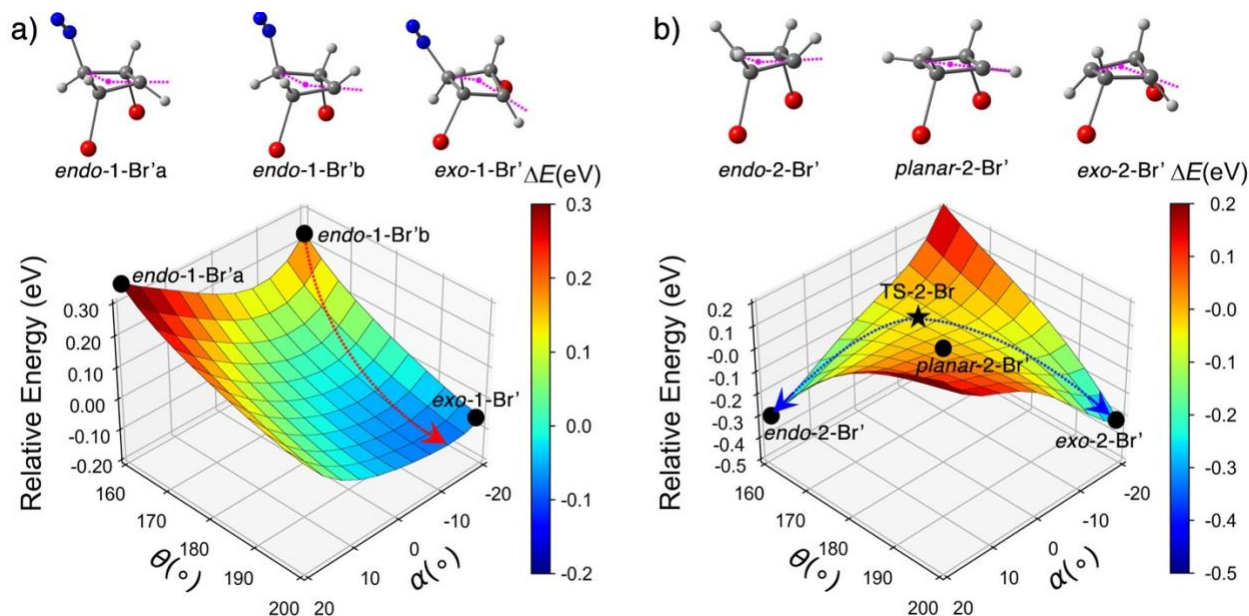 a)
endo-1-Br'a endo-1-Br'b exo-1-Br' ΔE(eV)
0.3
0.2
0.1
0.0
-0.1
-0.2
endo-1-Br'b
endo-1-Br'a
exo-1-Br'
Relative Energy (eV)
0.30
0.20
0.10
0.00
-0.10
-0.20
160
170
180
190
200
θ(°)
20
10
0
-10
-20
α(°)
b)
endo-2-Br' planar-2-Br' exo-2-Br' ΔE(eV)
0.2
0.1
-0.0
-0.1
-0.2
-0.3
-0.4
-0.5
TS-2-Br
planar-2-Br'
endo-2-Br'
exo-2-Br'
Relative Energy (eV)
0.2
0.1
-0.0
-0.1
-0.2
-0.3
-0.4
-0.5
160
170
180
190
200
θ(°)
20
10
0
-10
-20
α(°)